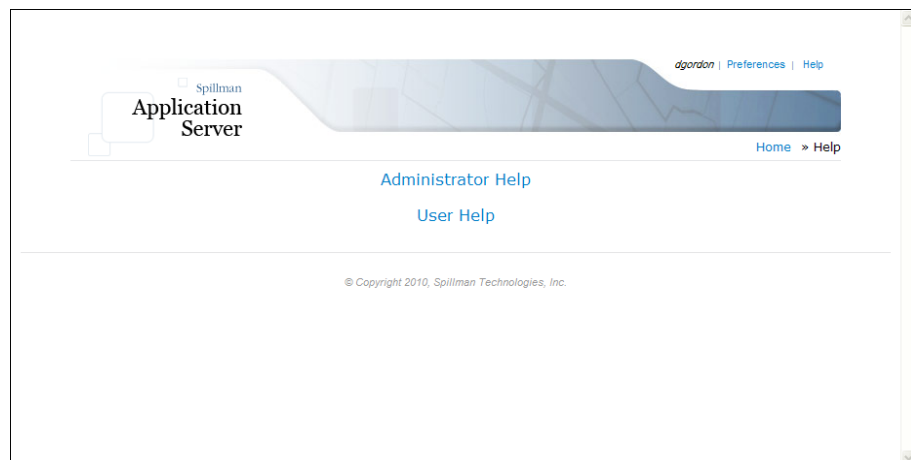 dgordon | Preferences | Help
Spillman
Application
Server
Home » Help
Administrator Help
User Help
© Copyright 2010, Spillman Technologies, Inc.